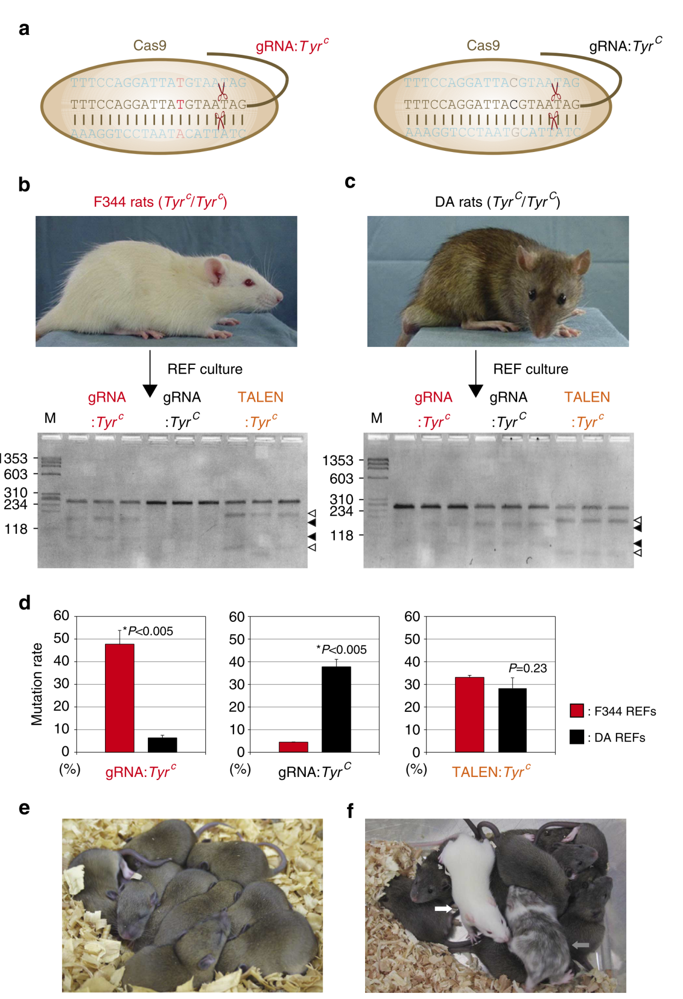 a
Cas9 gRNA:Tyr^c
TTTCCAGGATTATGTAATAG
TTTCCAGGATTATGTAATAG
AAAGGTCCTAATACATTATC
Cas9 gRNA:Tyr^C
TTTCCAGGATTACGTAATAG
TTTCCAGGATTACGTAATAG
AAAGGTCCTAATGCATTATC
b
F344 rats (Tyr^c/Tyr^c)
REF culture
gRNA gRNA TALEN
M :Tyr^c :Tyr^C :Tyr^c
1353
603
310
234
118
c
DA rats (Tyr^C/Tyr^C)
REF culture
gRNA gRNA TALEN
M :Tyr^c :Tyr^C :Tyr^c
1353
603
310
234
118
d
Mutation rate
60
50
40
30
20
10
0
(%)
*P<0.005
gRNA:Tyr^c
60
50
40
30
20
10
0
(%)
*P<0.005
gRNA:Tyr^C
60
50
40
30
20
10
0
(%)
P=0.23
TALEN:Tyr^c
: F344 REFs
: DA REFs
e
f